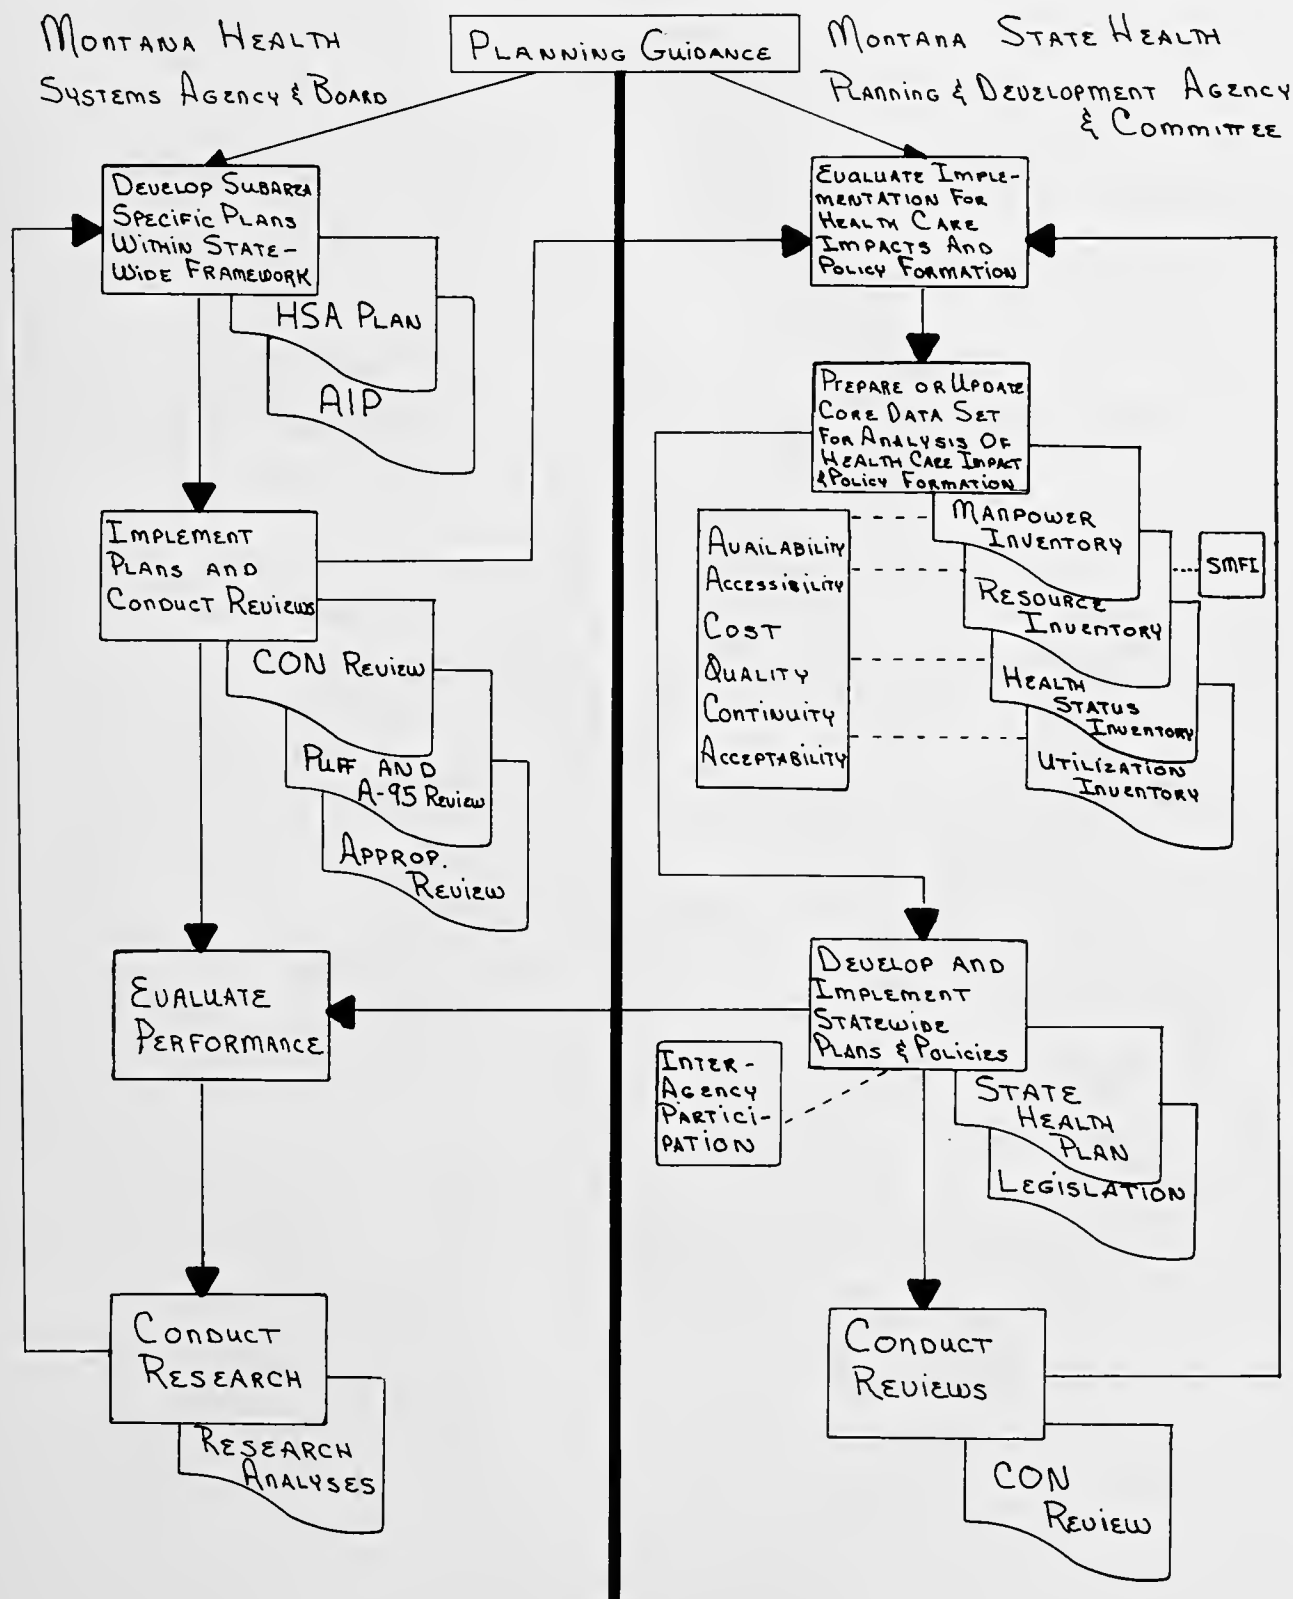 Montana Health
Systems Agency & Board
Planning Guidance
Montana State Health
Planning & Development Agency
& Committee
Develop Subarea
Specific Plans
Within State-
Wide Framework
HSA Plan
AIP
Implement
Plans and
Conduct Reviews
CON Review
Puff and
A-95 Review
Approp.
Review
Evaluate
Performance
Conduct
Research
Research
Analyses
Evaluate Imple-
mentation For
Health Care
Impacts And
Policy Formation
Prepare or Update
Core Data Set
For Analysis Of
Health Care Impact
& Policy Formation
Manpower
Inventory
Resource
Inventory
Health
Status
Inventory
Utilization
Inventory
SMFI
Availability
Accessibility
Cost
Quality
Continuity
Acceptability
Develop and
Implement
Statewide
Plans & Policies
Inter-
Agency
Partici-
pation
State
Health
Plan
Legislation
Conduct
Reviews
CON
Review